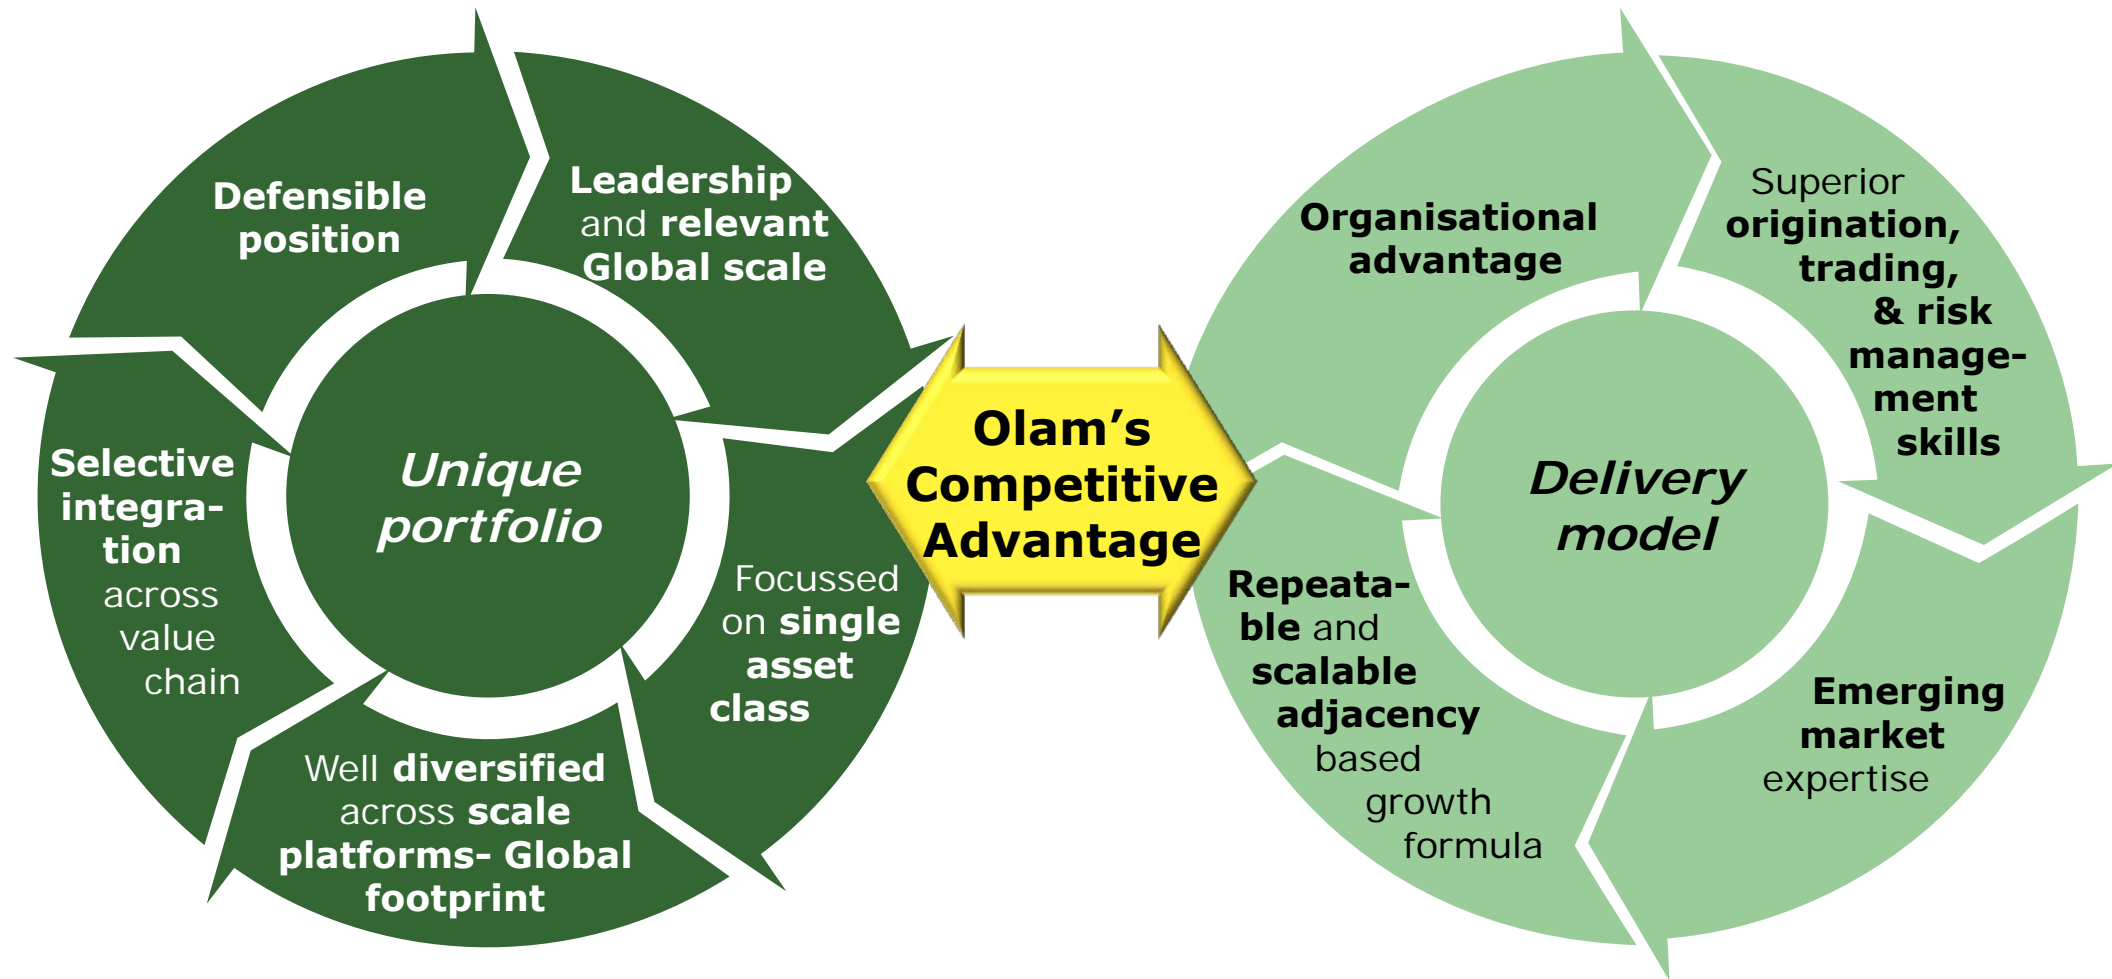 Defensible
position
Leadership
and relevant
Global scale
Focussed
on single
asset
class
Well diversified
across scale
platforms- Global
footprint
Selective
integra-
tion
across
value
chain
Unique
portfolio
Olam’s
Competitive
Advantage
Organisational
advantage
Superior
origination,
trading,
& risk
manage-
ment
skills
Emerging
market
expertise
Repeata-
ble and
scalable
adjacency
based
growth
formula
Delivery
model